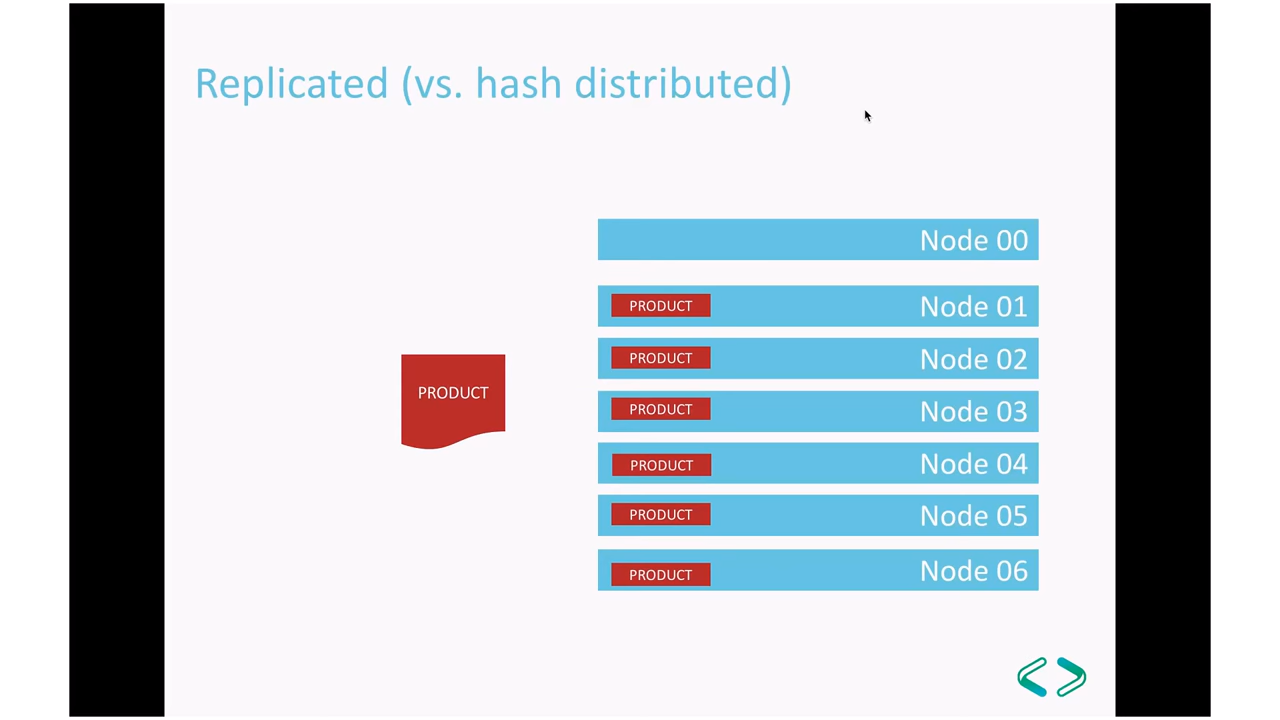 Replicated (vs. hash distributed)
Node 00
PRODUCT Node 01
PRODUCT Node 02
PRODUCT
PRODUCT Node 03
PRODUCT Node 04
PRODUCT Node 05
PRODUCT Node 06